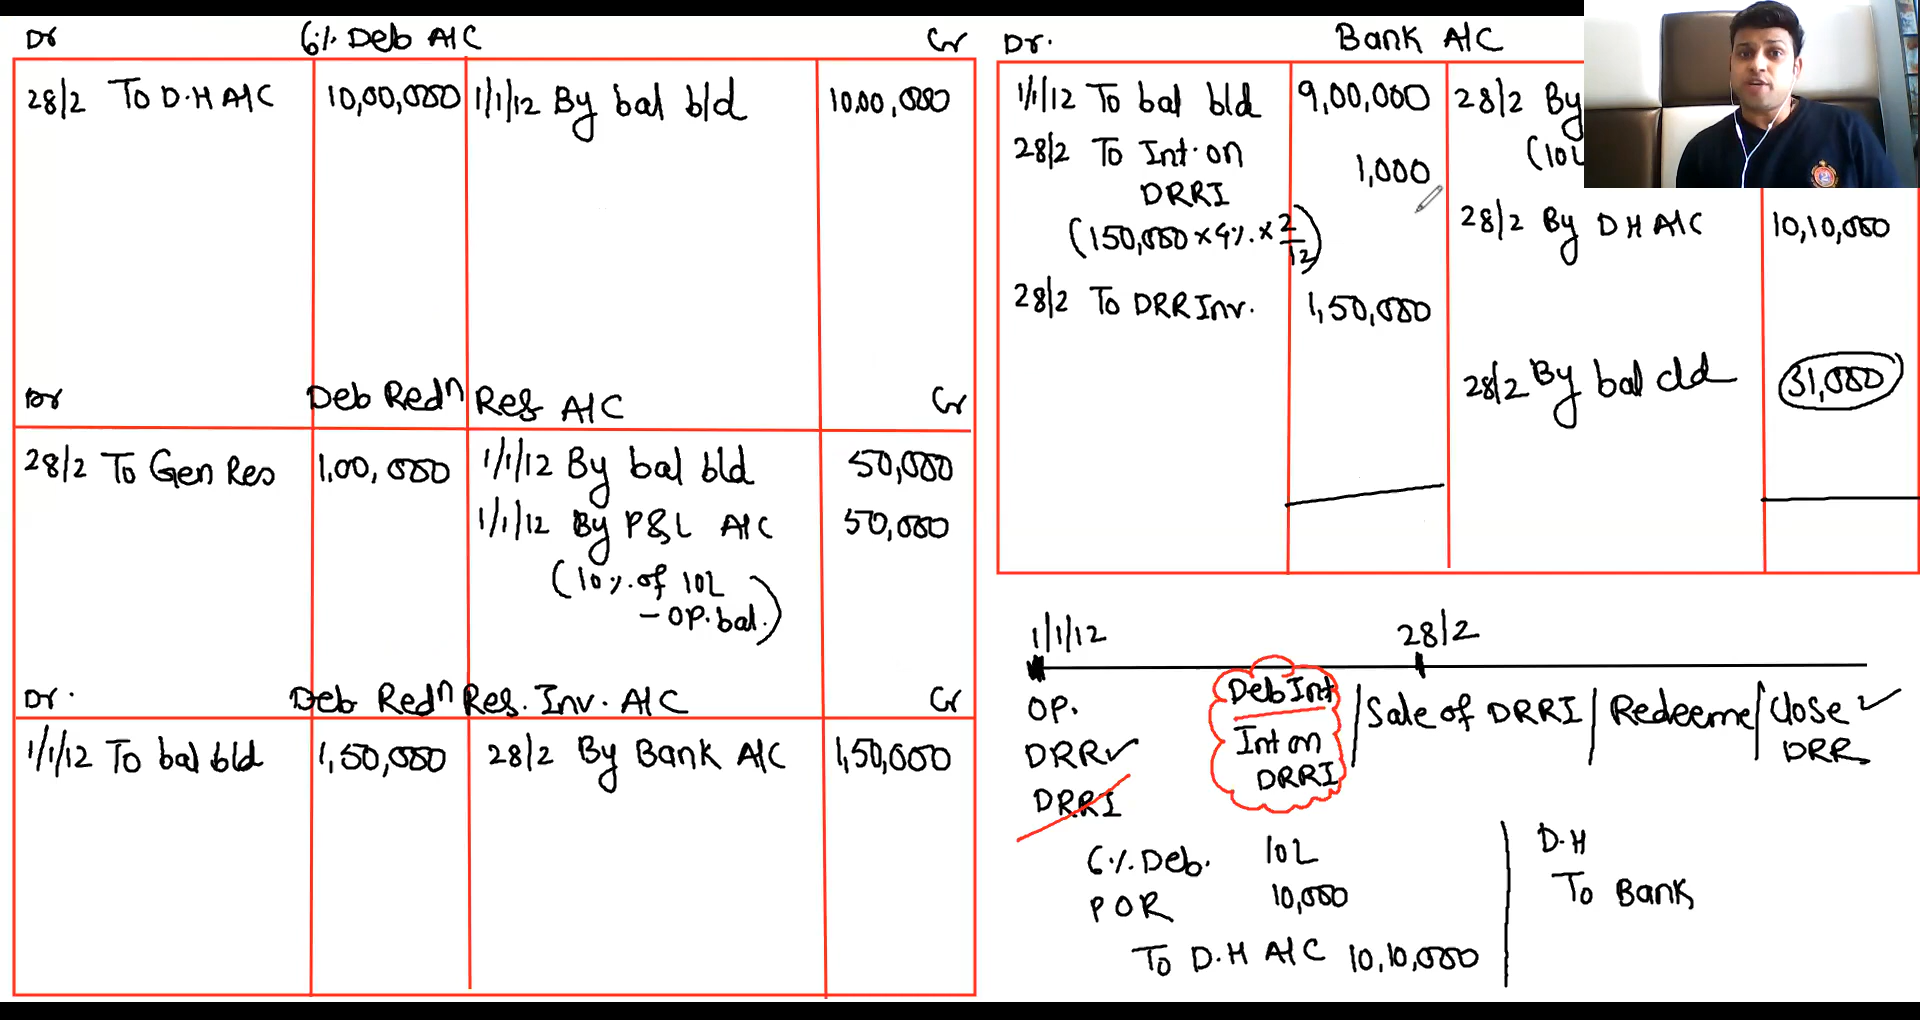 Dr 6% Deb A/C Cr
28/2 To D.H A/C 10,00,000 1/1/12 By bal b/d 10,00,000
Dr Deb Redn Res A/C Cr
28/2 To Gen Res 1,00,000 1/1/12 By bal b/d 50,000
1/1/12 By P&L A/C 50,000
(10% of 10L
- OP. bal.)
Dr. Deb Redn Res. Inv. A/C Cr
1/1/12 To bal b/d 1,50,000 28/2 By Bank A/C 1,50,000
Dr. Bank A/C
1/1/12 To bal b/d 9,00,000 28/2 By
28/2 To Int. on 1,000 (10L
DRRI
(150,000 x 4% x 2/12) 28/2 By D H A/C 10,10,000
28/2 To DRR Inv. 1,50,000
28/2 By bal c/d 31,000
1/1/12 28/2
OP.
DRR✓
DRRI
Deb Int
Int on
DRRI
Sale of DRRI
Redeeme
Close ✓
DRR
6% Deb. 10L
POR 10,000
To D.H A/C 10,10,000
D.H
To Bank